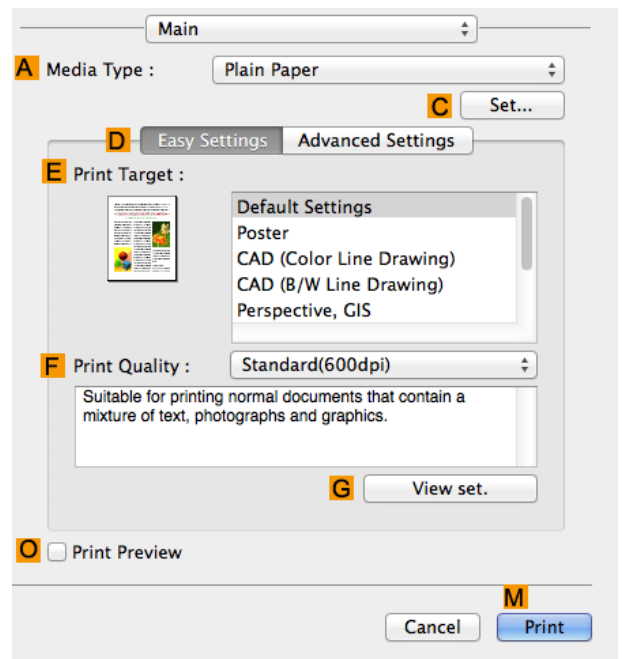 Main
A Media Type : Plain Paper
C Set...
D Easy Settings Advanced Settings
E Print Target :
Default Settings
Poster
CAD (Color Line Drawing)
CAD (B/W Line Drawing)
Perspective, GIS
F Print Quality : Standard(600dpi)
Suitable for printing normal documents that contain a
mixture of text, photographs and graphics.
G View set.
O Print Preview
M
Cancel Print